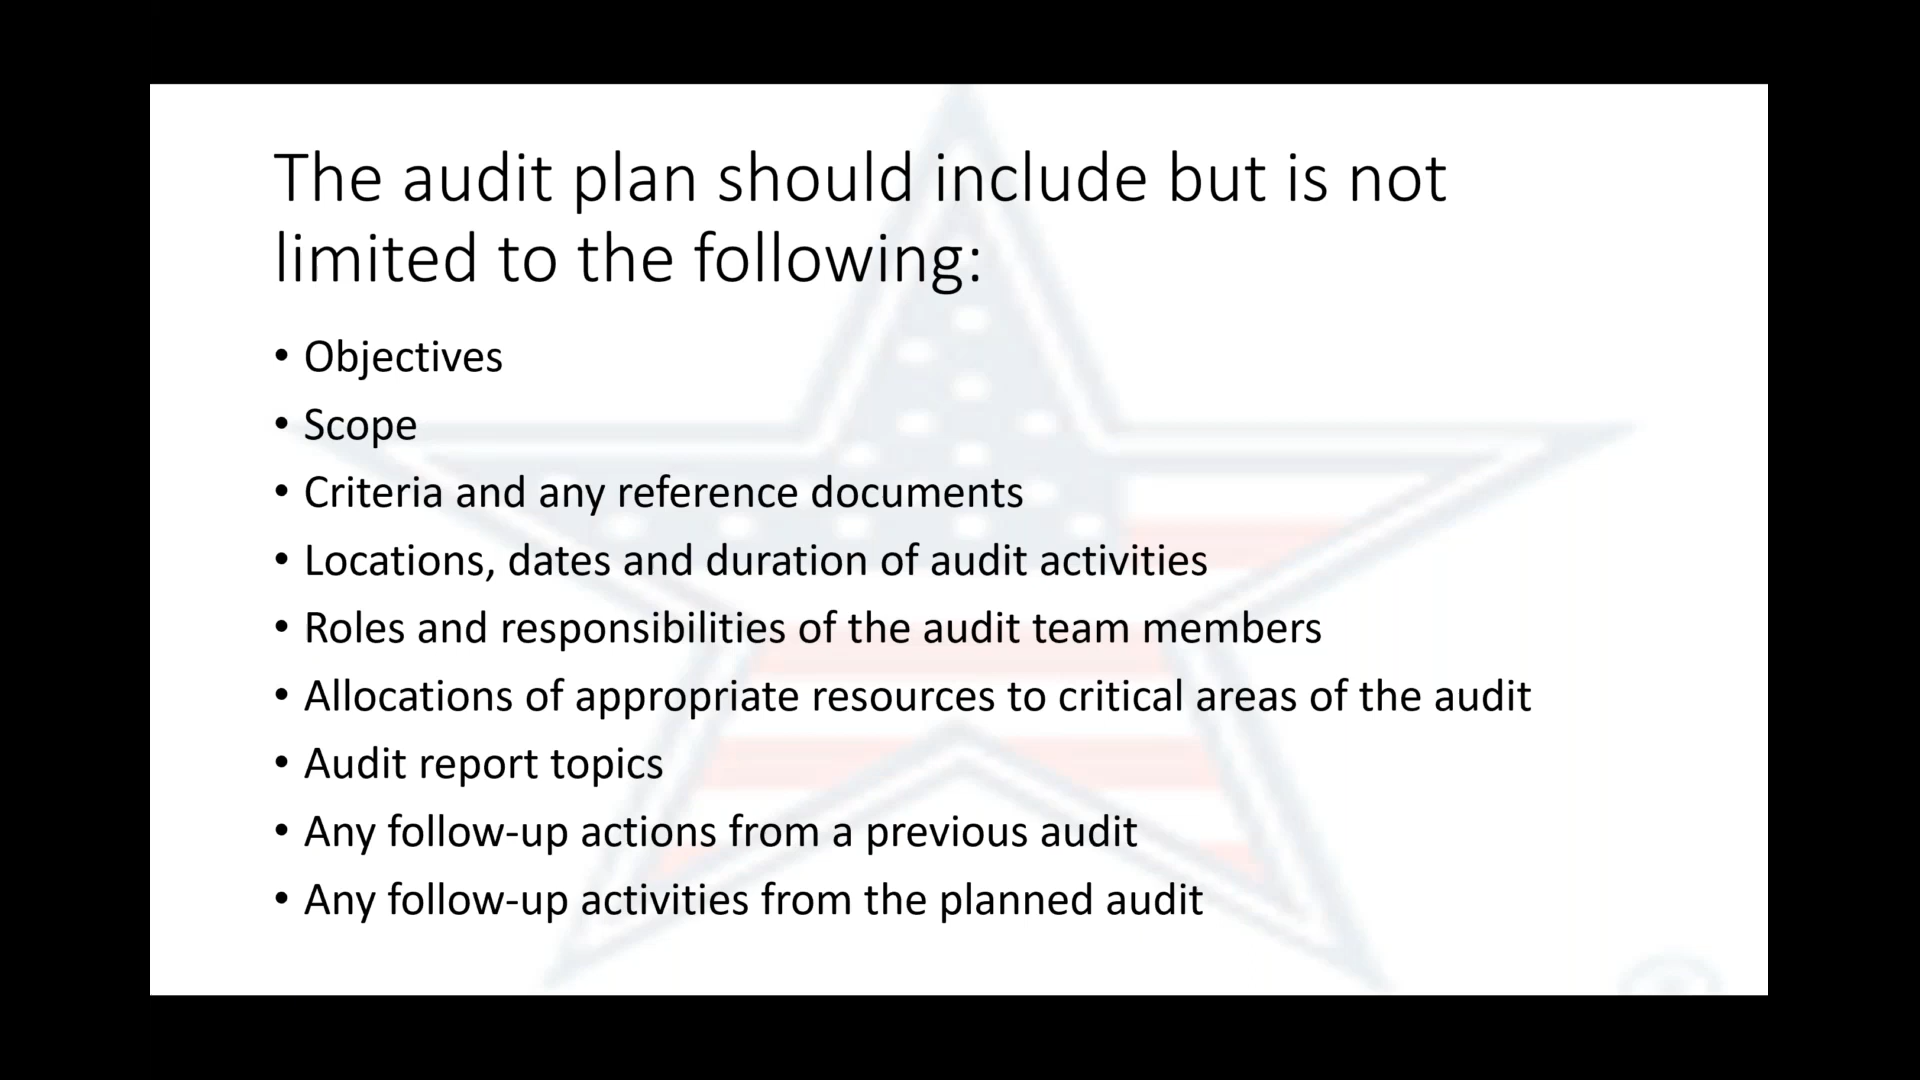 The audit plan should include but is not
limited to the following:
• Objectives
• Scope
• Criteria and any reference documents
• Locations, dates and duration of audit activities
• Roles and responsibilities of the audit team members
• Allocations of appropriate resources to critical areas of the audit
• Audit report topics
• Any follow-up actions from a previous audit
• Any follow-up activities from the planned audit